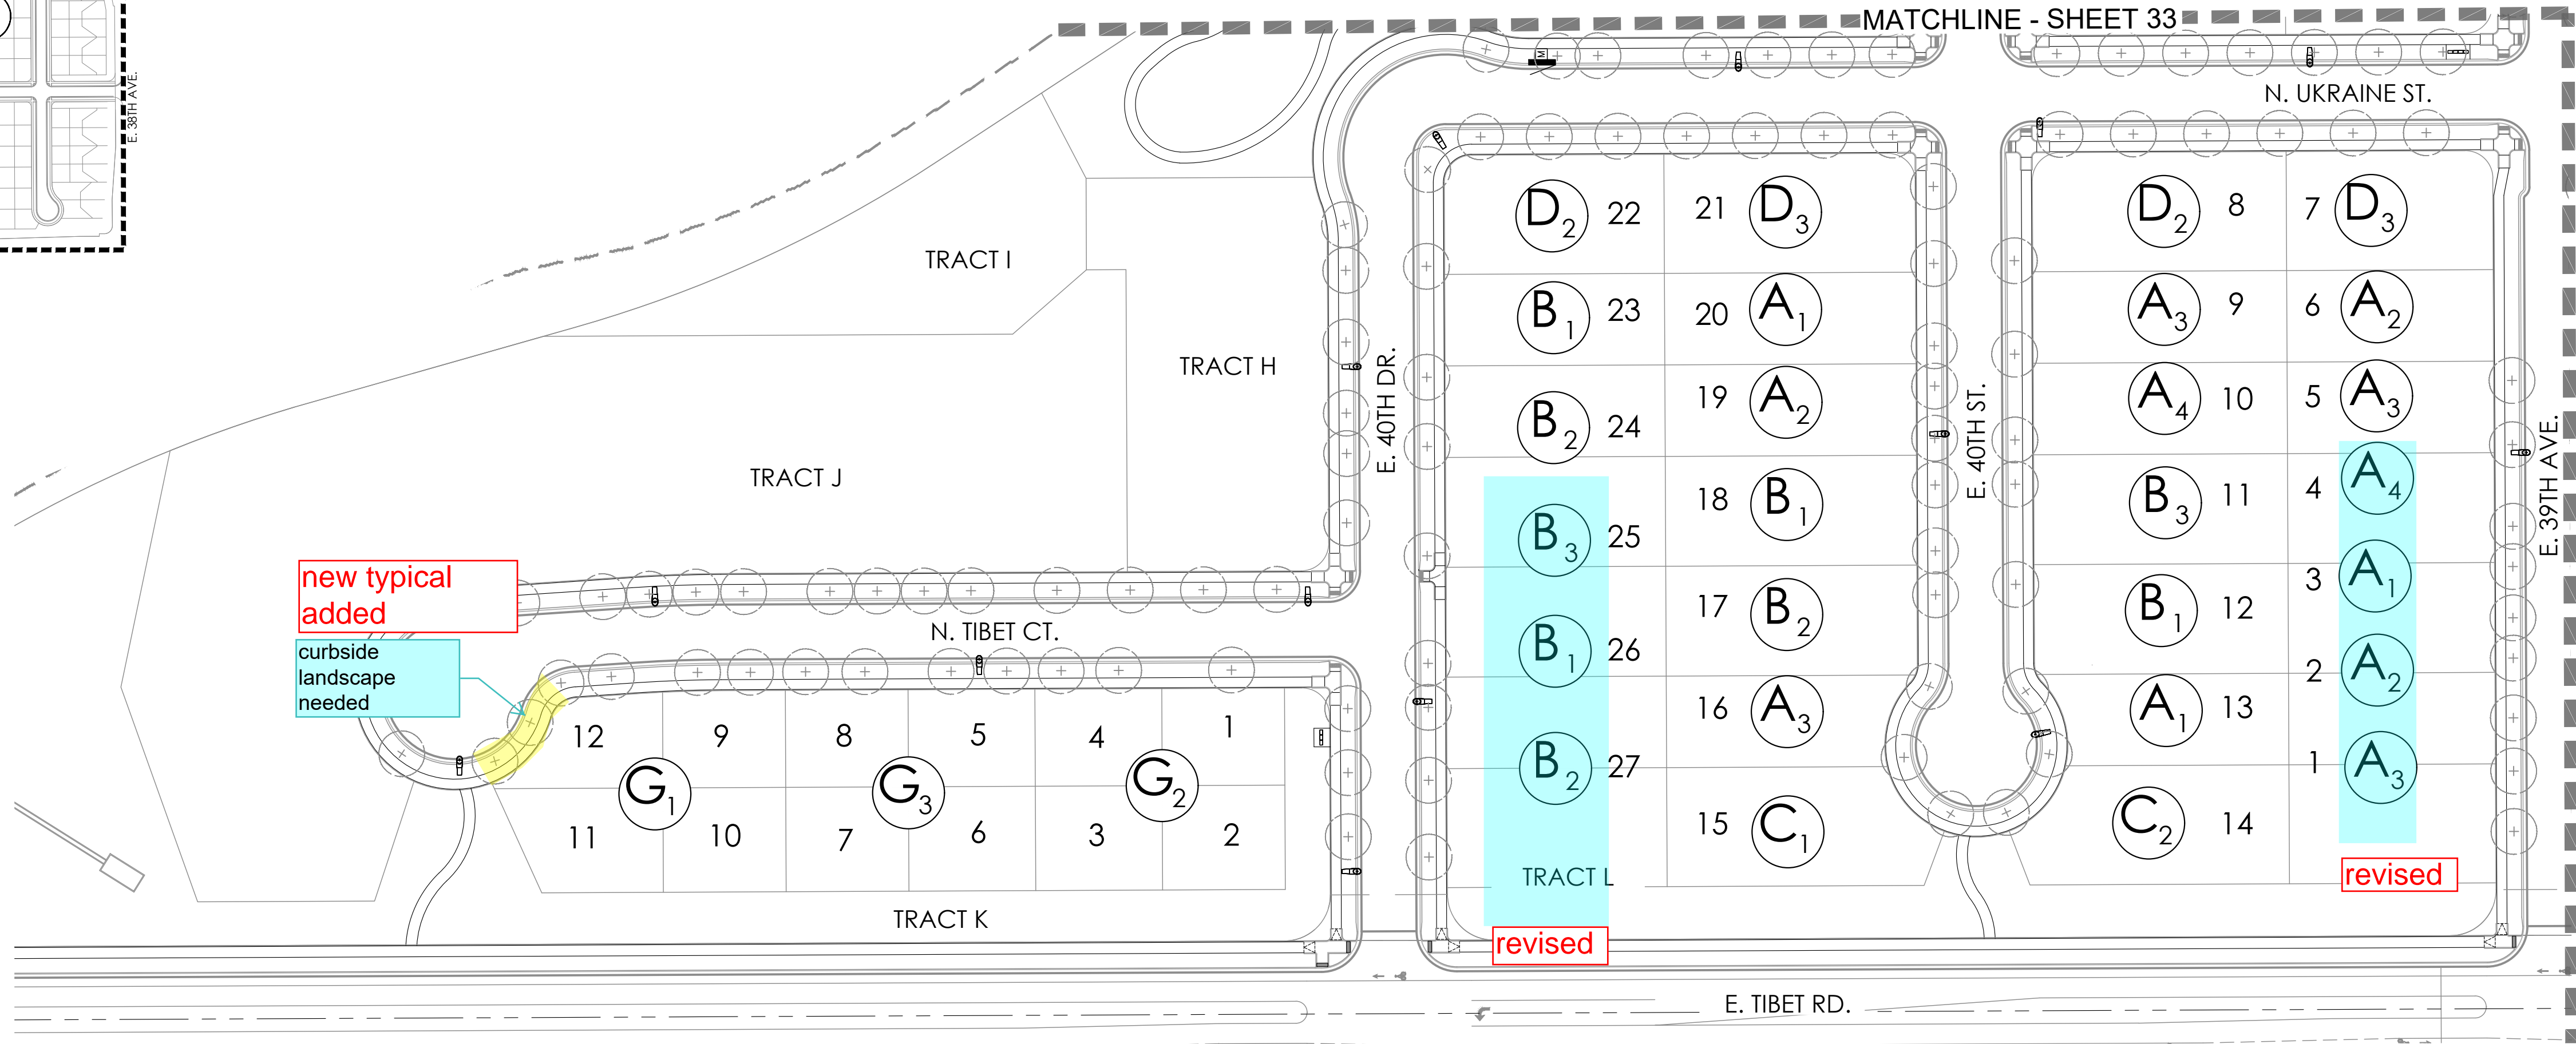 MATCHLINE - SHEET 33
E. 38TH AVE.
N. UKRAINE ST.
D2 22 21 D3 D2 8 7 D3
TRACT I
B1 23 20 A1 A3 9 6 A2
TRACT H
E. 40TH DR.
E. 40TH ST.
E. 39TH AVE.
B2 24 19 A2 A4 10 5 A3
TRACT J
18 B1 B3 11 4 A4
B3 25
new typical
added
17 B2 B1 12 3 A1
N. TIBET CT.
curbside
landscape
needed
B1 26
16 A3 A1 13 2 A2
12 9 8 5 4 1
G1 G3 G2
B2 27
1 A3
11 10 7 6 3 2
15 C1 C2 14
TRACT L
revised
TRACT K
revised
E. TIBET RD.
M